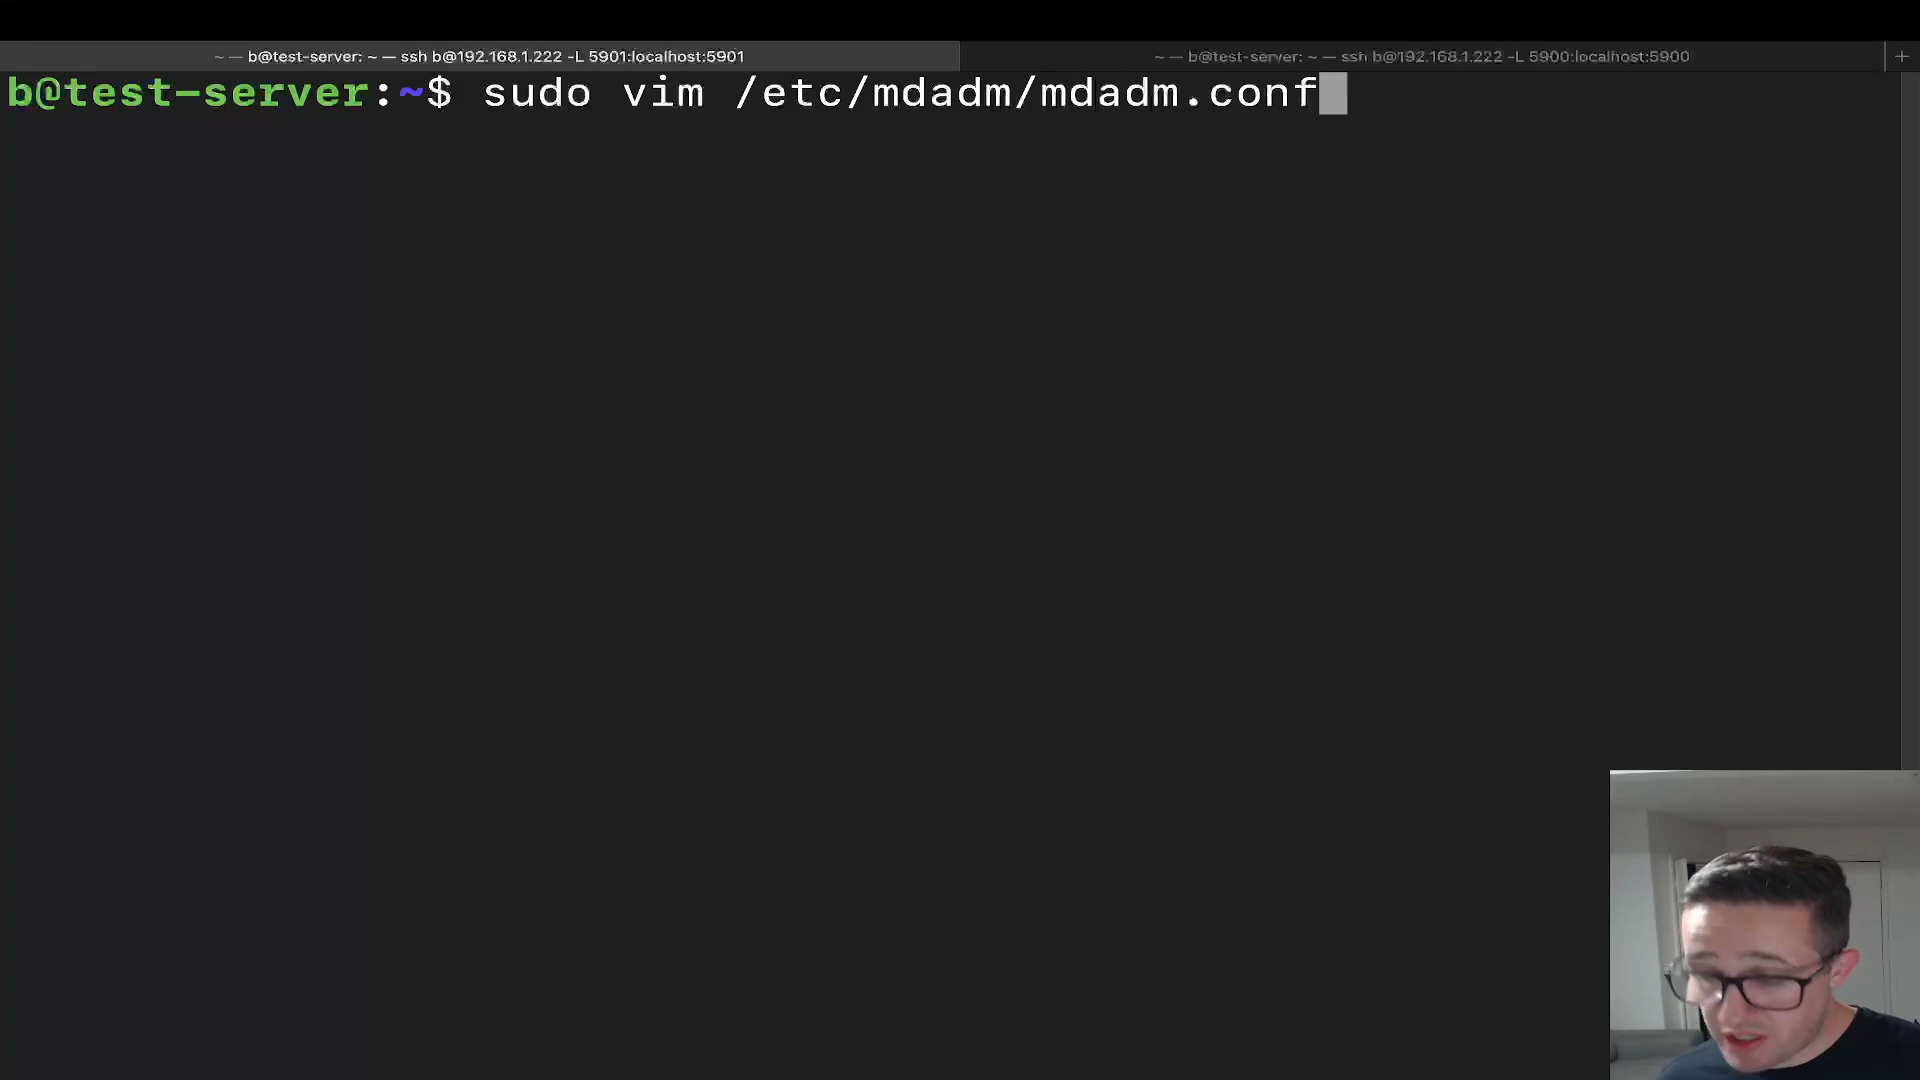 ~ — b@test-server: ~ — ssh b@192.168.1.222 -L 5901:localhost:5901
~ — b@test-server: ~ — ssh b@192.168.1.222 -L 5900:localhost:5900
+
b@test-server:~$ sudo vim /etc/mdadm/mdadm.conf